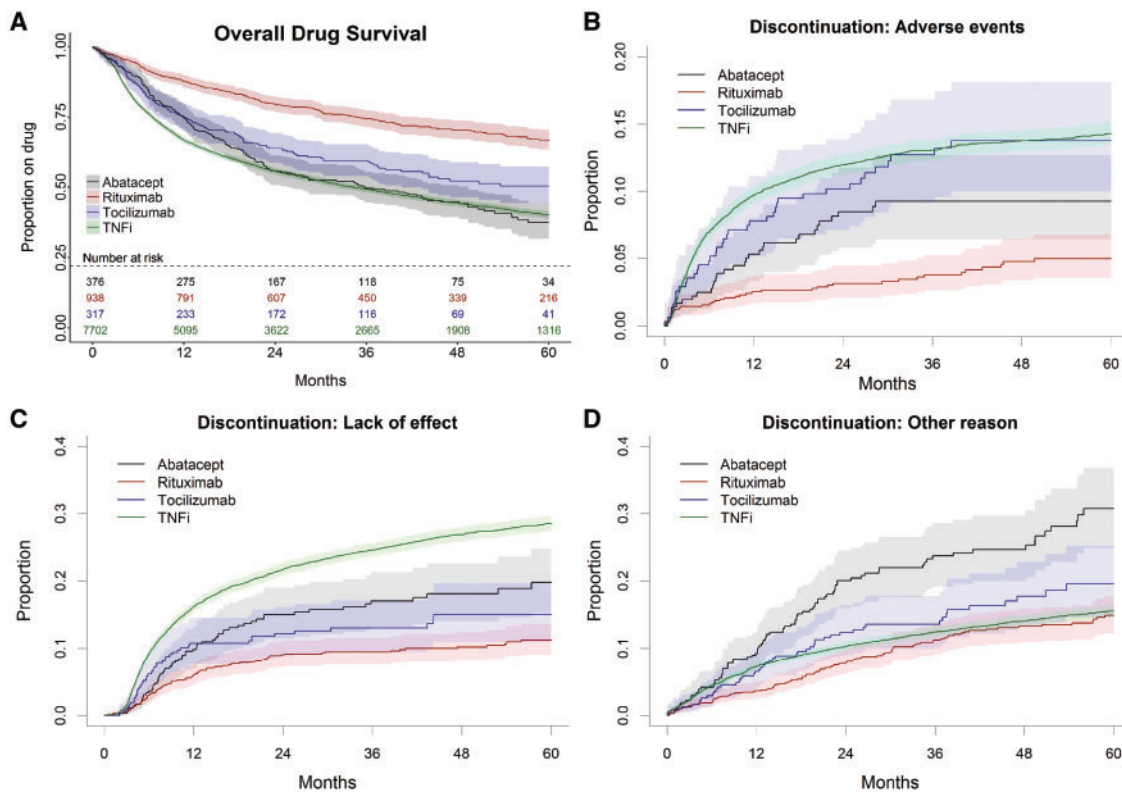 A
Overall Drug Survival
Proportion on drug
1.00
0.75
0.50
0.25
0.00
Abatacept
Rituximab
Tocilizumab
TNFi
Number at risk
376 275 167 118 75 34
938 791 607 450 339 216
317 233 172 116 69 41
7702 5095 3622 2665 1908 1316
0 12 24 36 48 60
Months
B
Discontinuation: Adverse events
Proportion
0.20
0.15
0.10
0.05
0.00
Abatacept
Rituximab
Tocilizumab
TNFi
0 12 24 36 48 60
Months
C
Discontinuation: Lack of effect
Proportion
0.4
0.3
0.2
0.1
0.0
Abatacept
Rituximab
Tocilizumab
TNFi
0 12 24 36 48 60
Months
D
Discontinuation: Other reason
Proportion
0.4
0.3
0.2
0.1
0.0
Abatacept
Rituximab
Tocilizumab
TNFi
0 12 24 36 48 60
Months